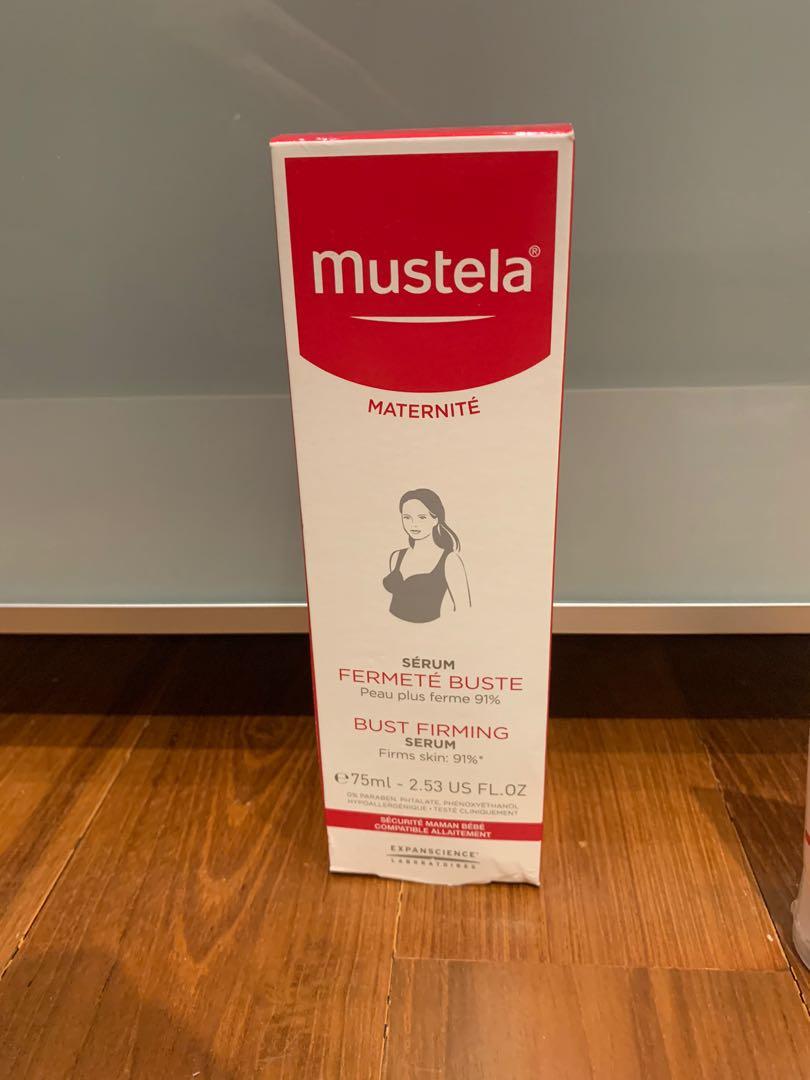 mustela®
MATERNITÉ
SÉRUM
FERMETÉ BUSTE
Peau plus ferme 91%
BUST FIRMING
SERUM
Firms skin: 91%*
℮75ml - 2.53 US FL.OZ
0% PARABEN, PHTALATE, PHENOXYETHANOL
HYPOALLERGÉNIQUE • TESTÉ CLINIQUEMENT
SÉCURITÉ MAMAN BÉBÉ
COMPATIBLE ALLAITEMENT
EXPANSCIENCE®
LABORATOIRES